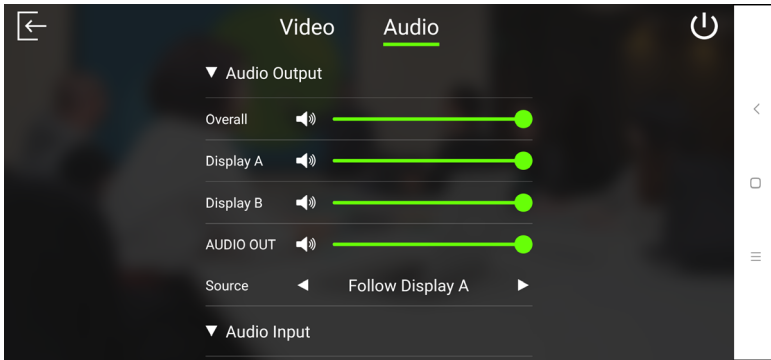 Video Audio
Audio Output
Overall
Display A
Display B
AUDIO OUT
Source Follow Display A
Audio Input